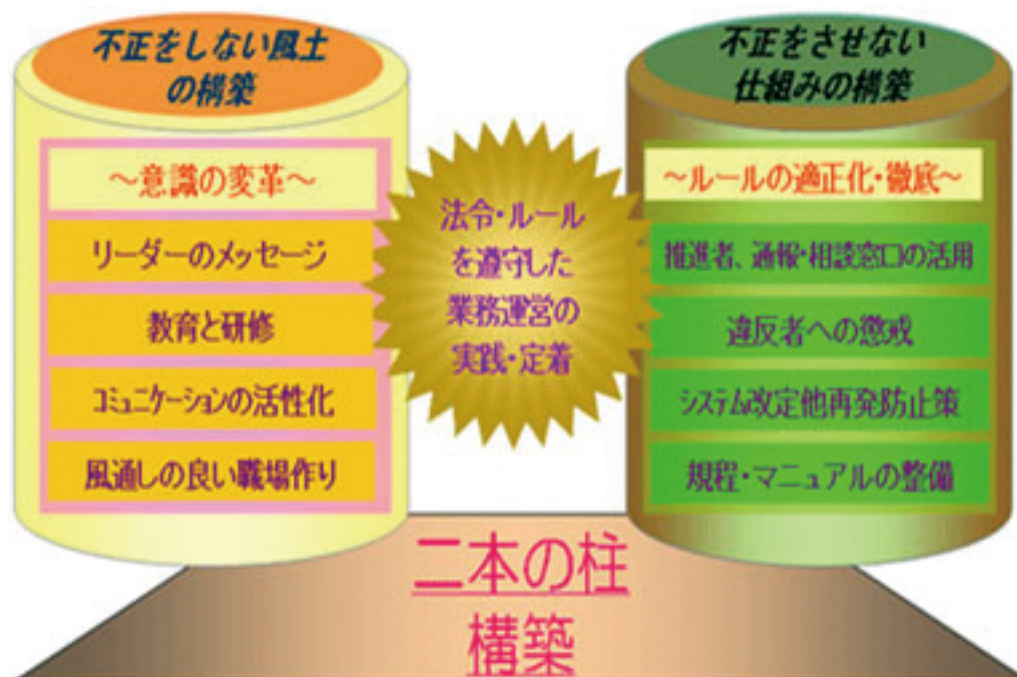 不正をしない風土
の構築
～意識の変革～
リーダーのメッセージ
教育と研修
コミュニケーションの活性化
風通しの良い職場作り
法令・ルール
を遵守した
業務運営の
実践・定着
不正をさせない
仕組みの構築
～ルールの適正化・徹底～
推進者、通報・相談窓口の活用
違反者への懲戒
システム改定他再発防止策
規程・マニュアルの整備
二本の柱
構築